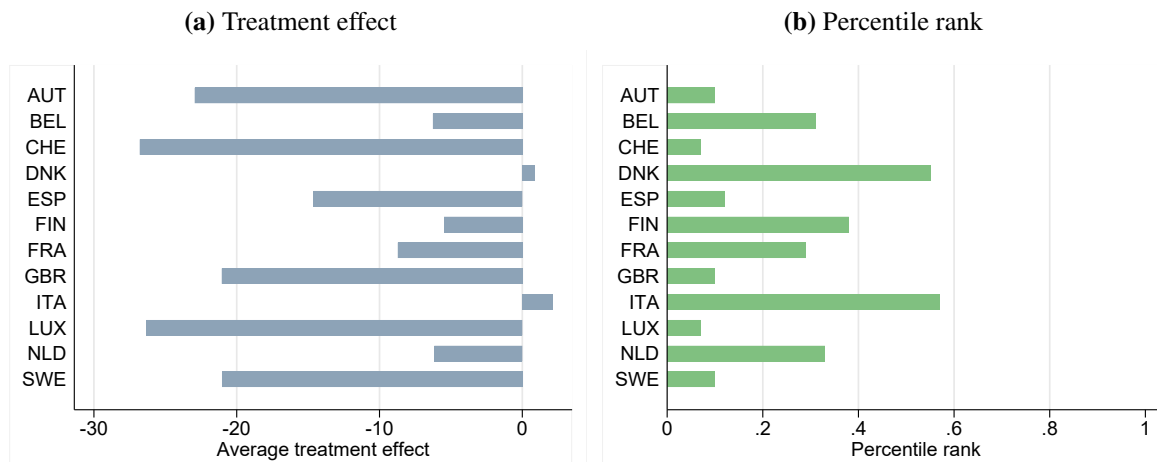 (a) Treatment effect
AUT
BEL
CHE
DNK
ESP
FIN
FRA
GBR
ITA
LUX
NLD
SWE
-30 -20 -10 0
Average treatment effect
(b) Percentile rank
AUT
BEL
CHE
DNK
ESP
FIN
FRA
GBR
ITA
LUX
NLD
SWE
0 .2 .4 .6 .8 1
Percentile rank